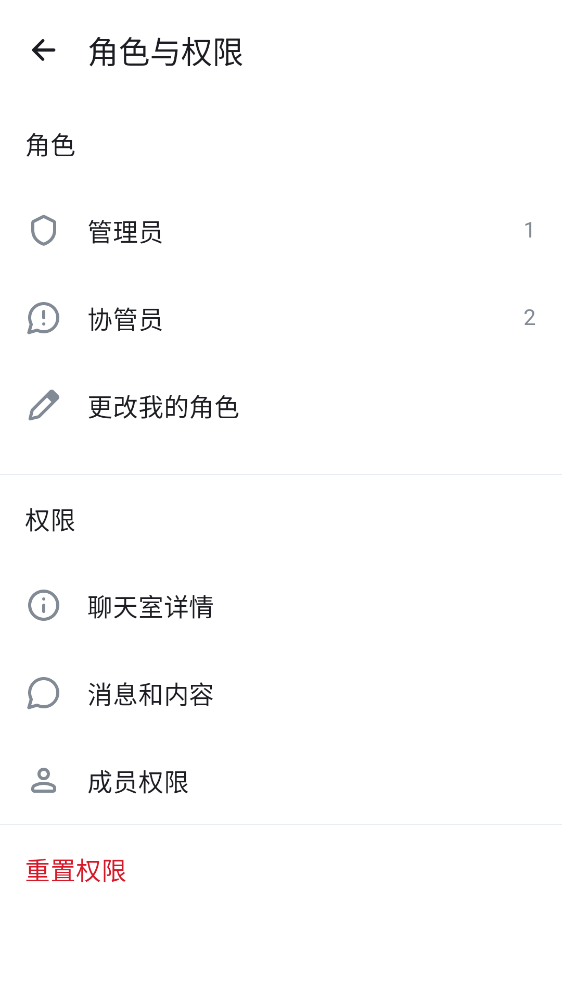 角色与权限
角色
管理员 1
协管员 2
更改我的角色
权限
聊天室详情
消息和内容
成员权限
重置权限